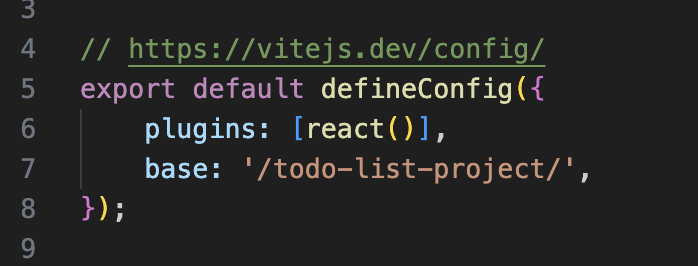 3
4 // https://vitejs.dev/config/
5 export default defineConfig({
6 plugins: [react()],
7 base: '/todo-list-project/',
8 });
9